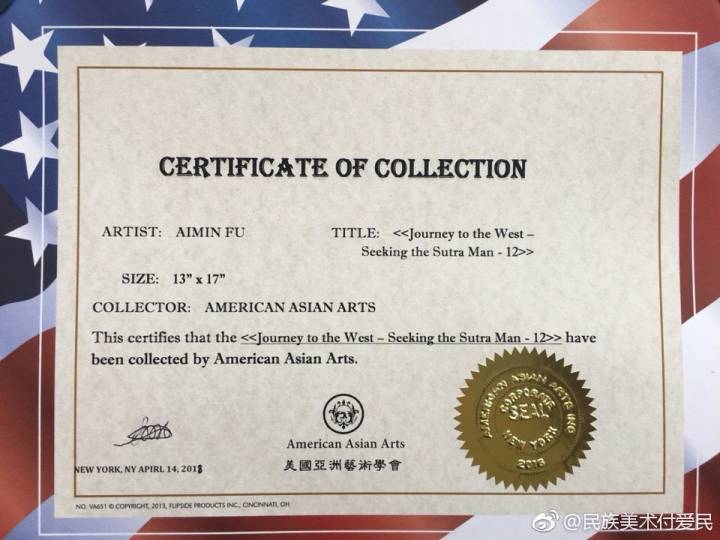 CERTIFICATE OF COLLECTION
ARTIST: AIMIN FU
TITLE: <<Journey to the West –
Seeking the Sutra Man - 12>>
SIZE: 13” x 17”
COLLECTOR: AMERICAN ASIAN ARTS
This certifies that the <<Journey to the West – Seeking the Sutra Man - 12>> have
been collected by American Asian Arts.
American Asian Arts
美國亞洲藝術學會
AMERICAN ASIAN ARTS INC
CORPORATE
SEAL
NEW YORK
NEW YORK, NY APIRL 14, 2018
NO. VA651 © COPYRIGHT, 2013, FLIPSIDE PRODUCTS INC., CINCINNATI, OH
@民族美术付爱民